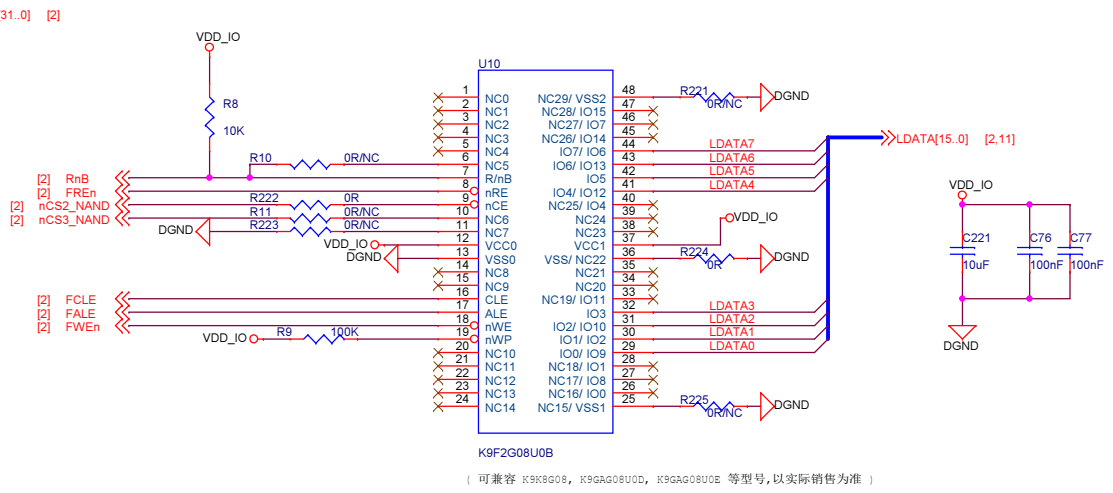 31..0] [2]
VDD_IO
R8
10K
U10
1 NC0 NC29/ VSS2 48 R221 0R/NC DGND
2 NC1 NC28/ IO15 47
3 NC2 NC27/ IO7 46
4 NC3 NC26/ IO14 45
5 NC4 IO7/ IO6 44 LDATA7 LDATA[15..0] [2,11]
R10 0R/NC 6 NC5 IO6/ IO13 43 LDATA6
[2] RnB 7 R/nB IO5 42 LDATA5
[2] FREn 8 nRE IO4/ IO12 41 LDATA4
[2] nCS2_NAND R222 0R 9 nCE NC25/ IO4 40
[2] nCS3_NAND R11 0R/NC 10 NC6 NC24 39
DGND R223 0R/NC 11 NC7 NC23 38
VDD_IO 12 VCC0 VCC1 37 VDD_IO
DGND 13 VSS0 VSS/ NC22 36 R224 0R DGND
14 NC8 NC21 35
15 NC9 NC20 34
[2] FCLE 16 CLE NC19/ IO11 33
[2] FALE 17 ALE IO3 32 LDATA3
[2] FWEn 18 nWE IO2/ IO10 31 LDATA2
VDD_IO R9 100K 19 nWP IO1/ IO2 30 LDATA1
20 NC10 IO0/ IO9 29 LDATA0
21 NC11 NC18/ IO1 28
22 NC12 NC17/ IO8 27
23 NC13 NC16/ IO0 26
24 NC14 NC15/ VSS1 25 R225 0R/NC DGND
VDD_IO
C221 C76 C77
10uF 100nF 100nF
DGND
K9F2G08U0B
( 可兼容 K9K8G08, K9GAG08U0D, K9GAG08U0E 等型号,以实际销售为准 )